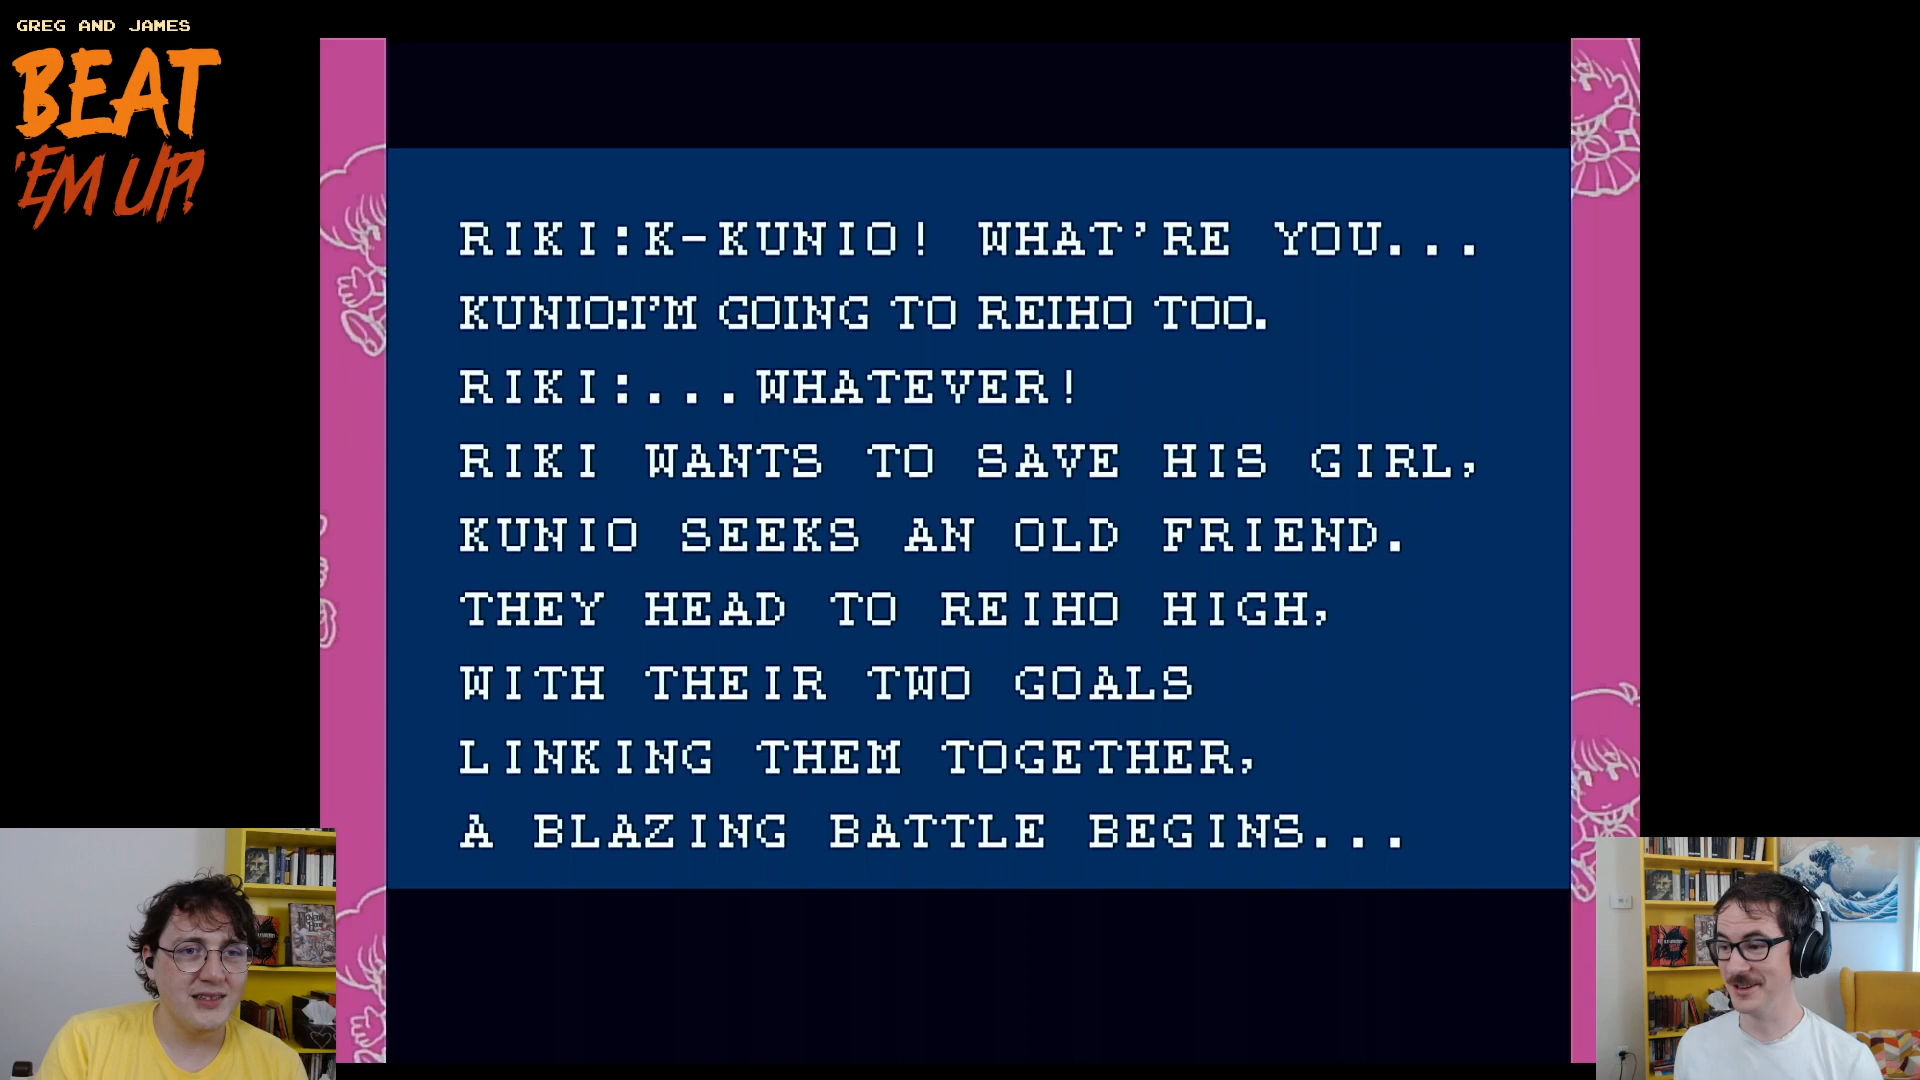 GREG AND JAMES
BEAT
'EM UP!
RIKI:K-KUNIO! WHAT'RE YOU...
KUNIO:I'M GOING TO REIHO TOO.
RIKI:...WHATEVER!
RIKI WANTS TO SAVE HIS GIRL,
KUNIO SEEKS AN OLD FRIEND.
THEY HEAD TO REIHO HIGH,
WITH THEIR TWO GOALS
LINKING THEM TOGETHER,
A BLAZING BATTLE BEGINS...